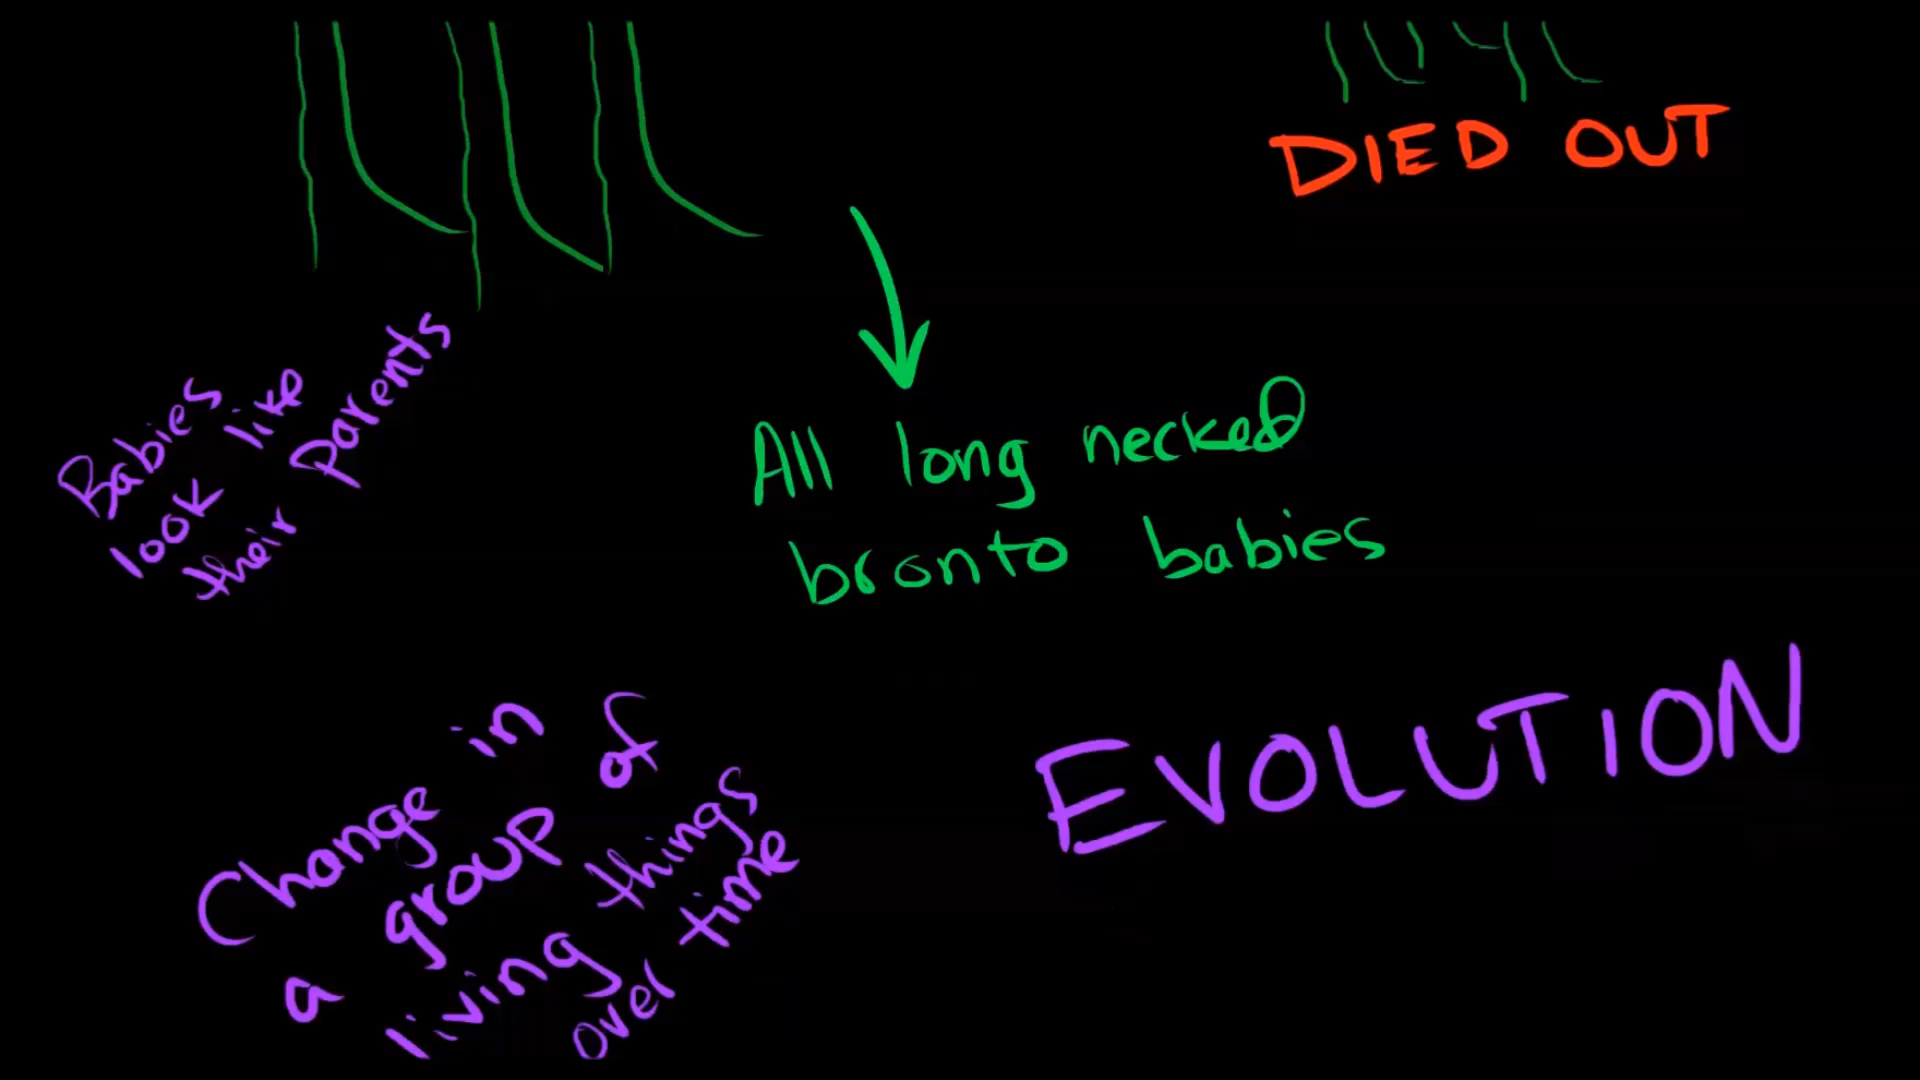 DIED OUT
Babies
look like
their parents
All long necked
bronto babies
EVOLUTION
Change in
a group of
living things
over time